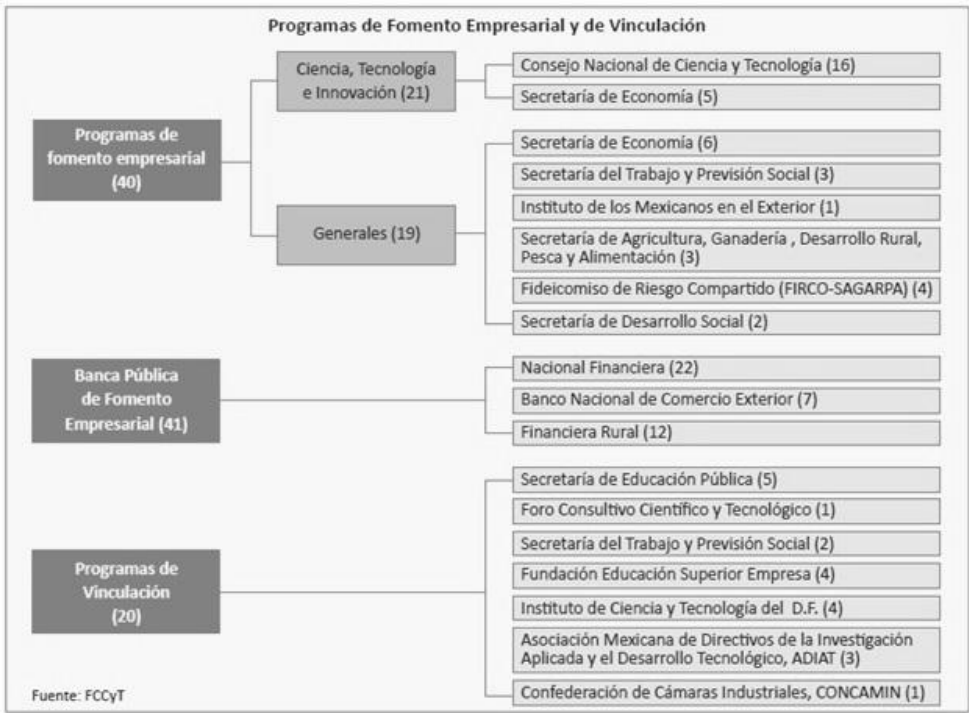 Programas de Fomento Empresarial y de Vinculación
Programas de
fomento empresarial
(40)
Ciencia, Tecnología
e Innovación (21)
Consejo Nacional de Ciencia y Tecnología (16)
Secretaría de Economía (5)
Generales (19)
Secretaría de Economía (6)
Secretaría del Trabajo y Previsión Social (3)
Instituto de los Mexicanos en el Exterior (1)
Secretaría de Agricultura, Ganadería , Desarrollo Rural,
Pesca y Alimentación (3)
Fideicomiso de Riesgo Compartido (FIRCO-SAGARPA) (4)
Secretaría de Desarrollo Social (2)
Banca Pública
de Fomento
Empresarial (41)
Nacional Financiera (22)
Banco Nacional de Comercio Exterior (7)
Financiera Rural (12)
Programas de
Vinculación
(20)
Secretaría de Educación Pública (5)
Foro Consultivo Científico y Tecnológico (1)
Secretaría del Trabajo y Previsión Social (2)
Fundación Educación Superior Empresa (4)
Instituto de Ciencia y Tecnología del D.F. (4)
Asociación Mexicana de Directivos de la Investigación
Aplicada y el Desarrollo Tecnológico, ADIAT (3)
Confederación de Cámaras Industriales, CONCAMIN (1)
Fuente: FCCyT